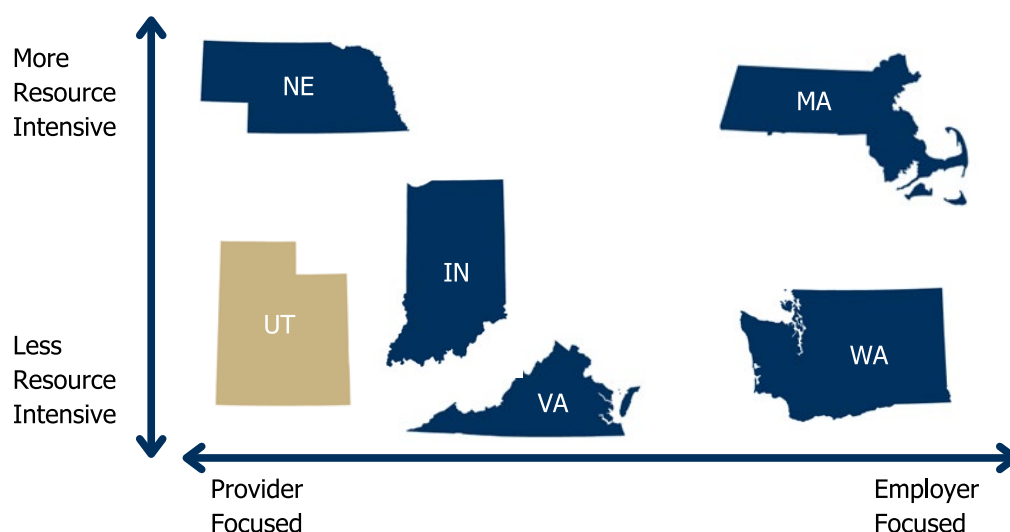 More
Resource
Intensive
NE
MA
IN
UT
Less
Resource
Intensive
WA
VA
Provider
Focused
Employer
Focused